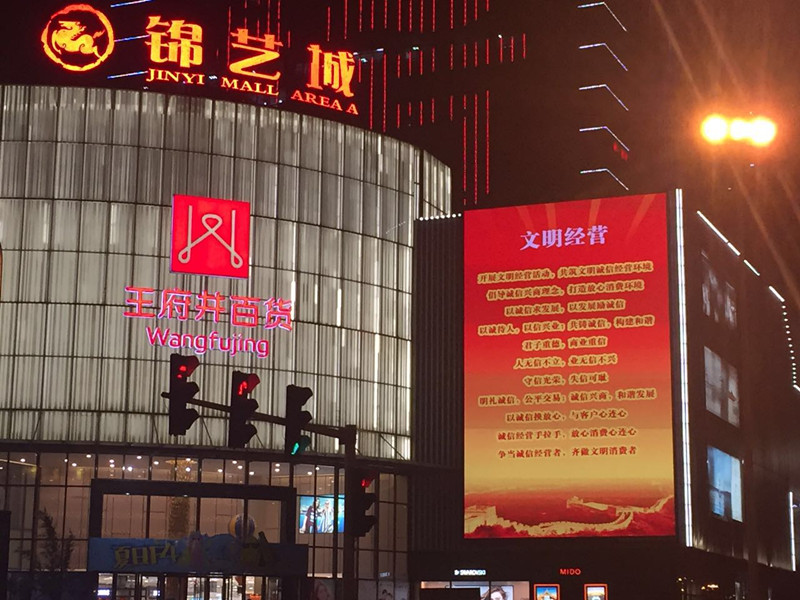 锦艺城
JINYI MALL AREA A
王府井百货
Wangfujing
文明经营
开展文明经营活动，共筑文明诚信经营环境
倡导诚信兴商理念，打造放心消费环境
以诚信求发展，以发展励诚信
以诚待人，以信兴业；共铸诚信，构建和谐
君子重德，商业重信
人无信不立，业无信不兴
守信光荣，失信可耻
明礼诚信，公平交易；诚信兴商，和谐发展
以诚信换放心，与客户心连心
诚信经营手拉手，放心消费心连心
争当诚信经营者，齐做文明消费者
夏日
SWAROVSKI
MIDO